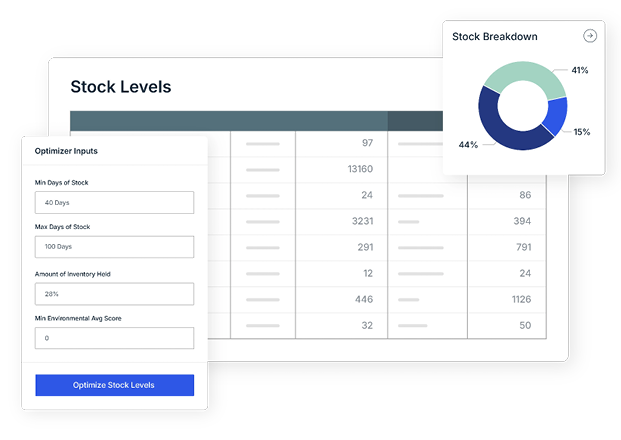 Stock Breakdown
41%
15%
44%
Stock Levels
97
13160
24 86
3231 394
291 791
12 24
446 1126
32 50
Optimizer Inputs
Min Days of Stock
40 Days
Max Days of Stock
100 Days
Amount of Inventory Held
28%
Min Environmental Avg Score
0
Optimize Stock Levels